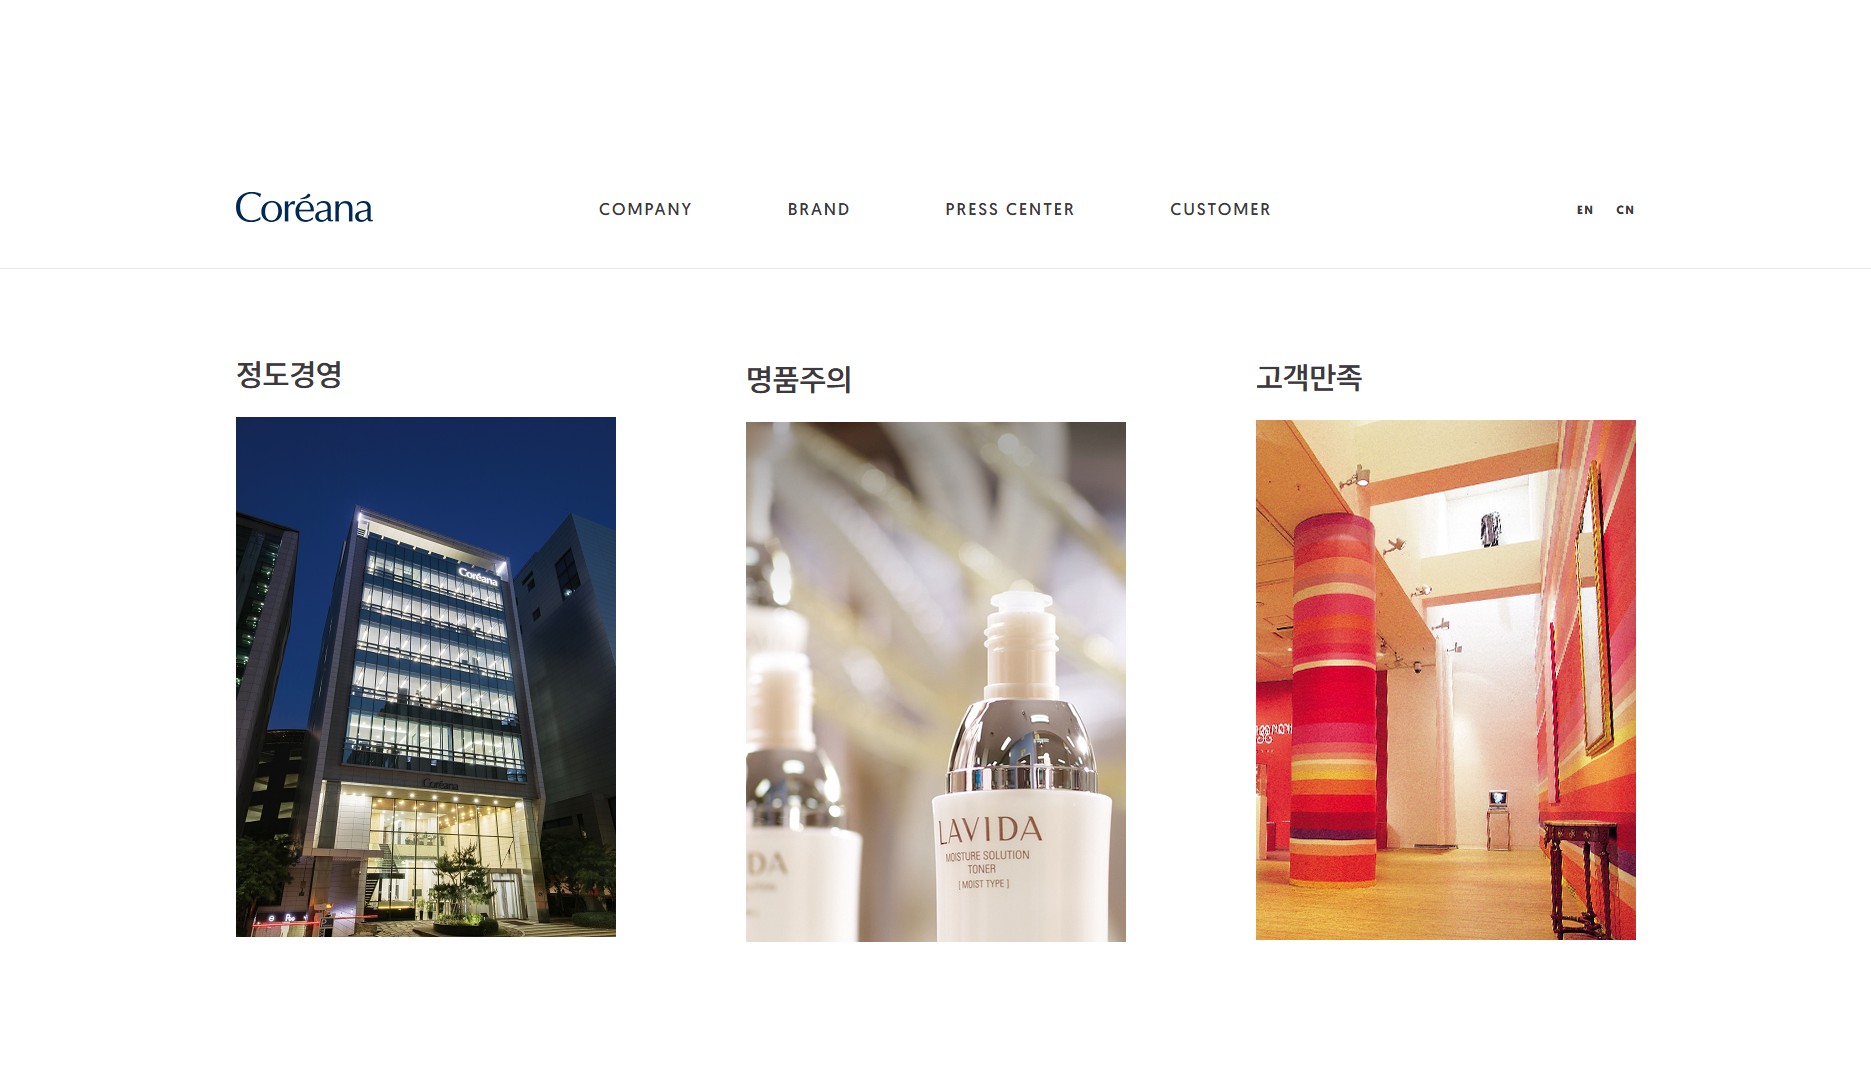 Coréana
COMPANY
BRAND
PRESS CENTER
CUSTOMER
EN
CN
정도경영
명품주의
고객만족
Coréana
Coréana
LAVIDA
MOISTURE SOLUTION
TONER
[ MOIST TYPE ]
DA